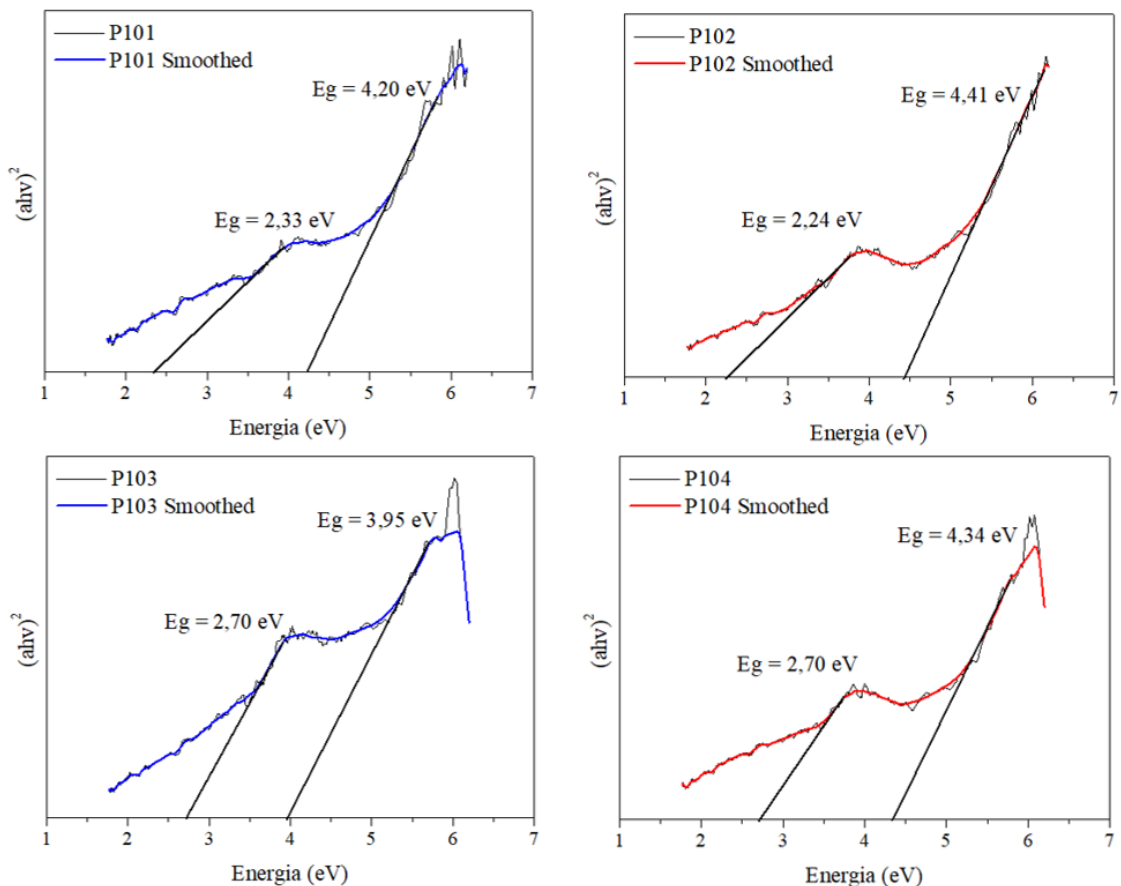 P101
P101 Smoothed
Eg = 4,20 eV
Eg = 2,33 eV
(ahv)²
1 2 3 4 5 6 7
Energia (eV)
P102
P102 Smoothed
Eg = 4,41 eV
Eg = 2,24 eV
(ahv)²
1 2 3 4 5 6 7
Energia (eV)
P103
P103 Smoothed
Eg = 3,95 eV
Eg = 2,70 eV
(ahv)²
1 2 3 4 5 6 7
Energia (eV)
P104
P104 Smoothed
Eg = 4,34 eV
Eg = 2,70 eV
(ahv)²
1 2 3 4 5 6 7
Energia (eV)